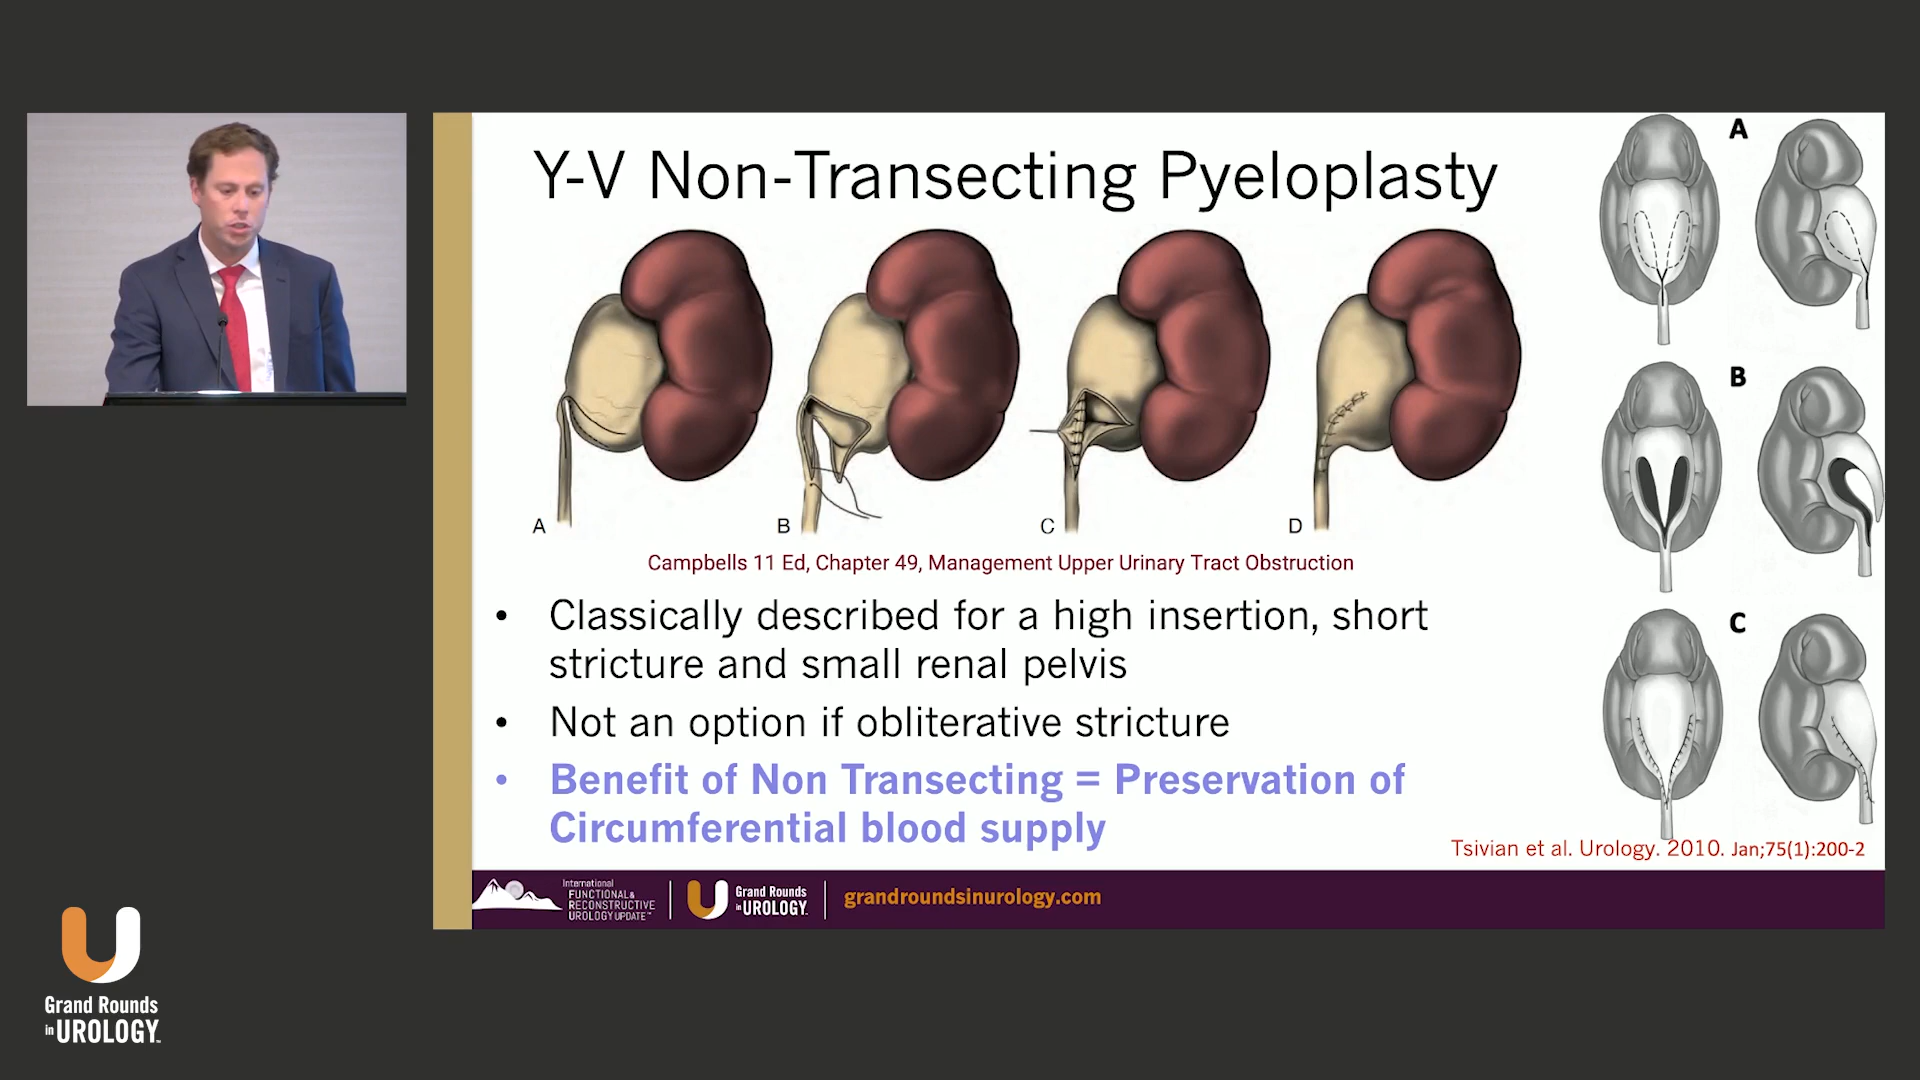 Y-V Non-Transecting Pyeloplasty
A
B
C
D
Campbells 11 Ed, Chapter 49, Management Upper Urinary Tract Obstruction
• Classically described for a high insertion, short
stricture and small renal pelvis
• Not an option if obliterative stricture
• Benefit of Non Transecting = Preservation of
Circumferential blood supply
A
B
C
Tsivian et al. Urology. 2010. Jan;75(1):200-2
International
FUNCTIONAL &
RECONSTRUCTIVE
UROLOGY UPDATE™
Grand Rounds
in UROLOGY.
grandroundsinurology.com
Grand Rounds
in UROLOGY™